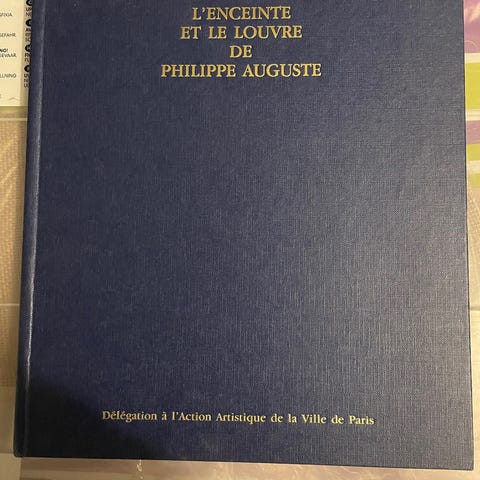 L'ENCEINTE
ET LE LOUVRE
DE
PHILIPPE AUGUSTE
Délégation à l'Action Artistique de la Ville de Paris